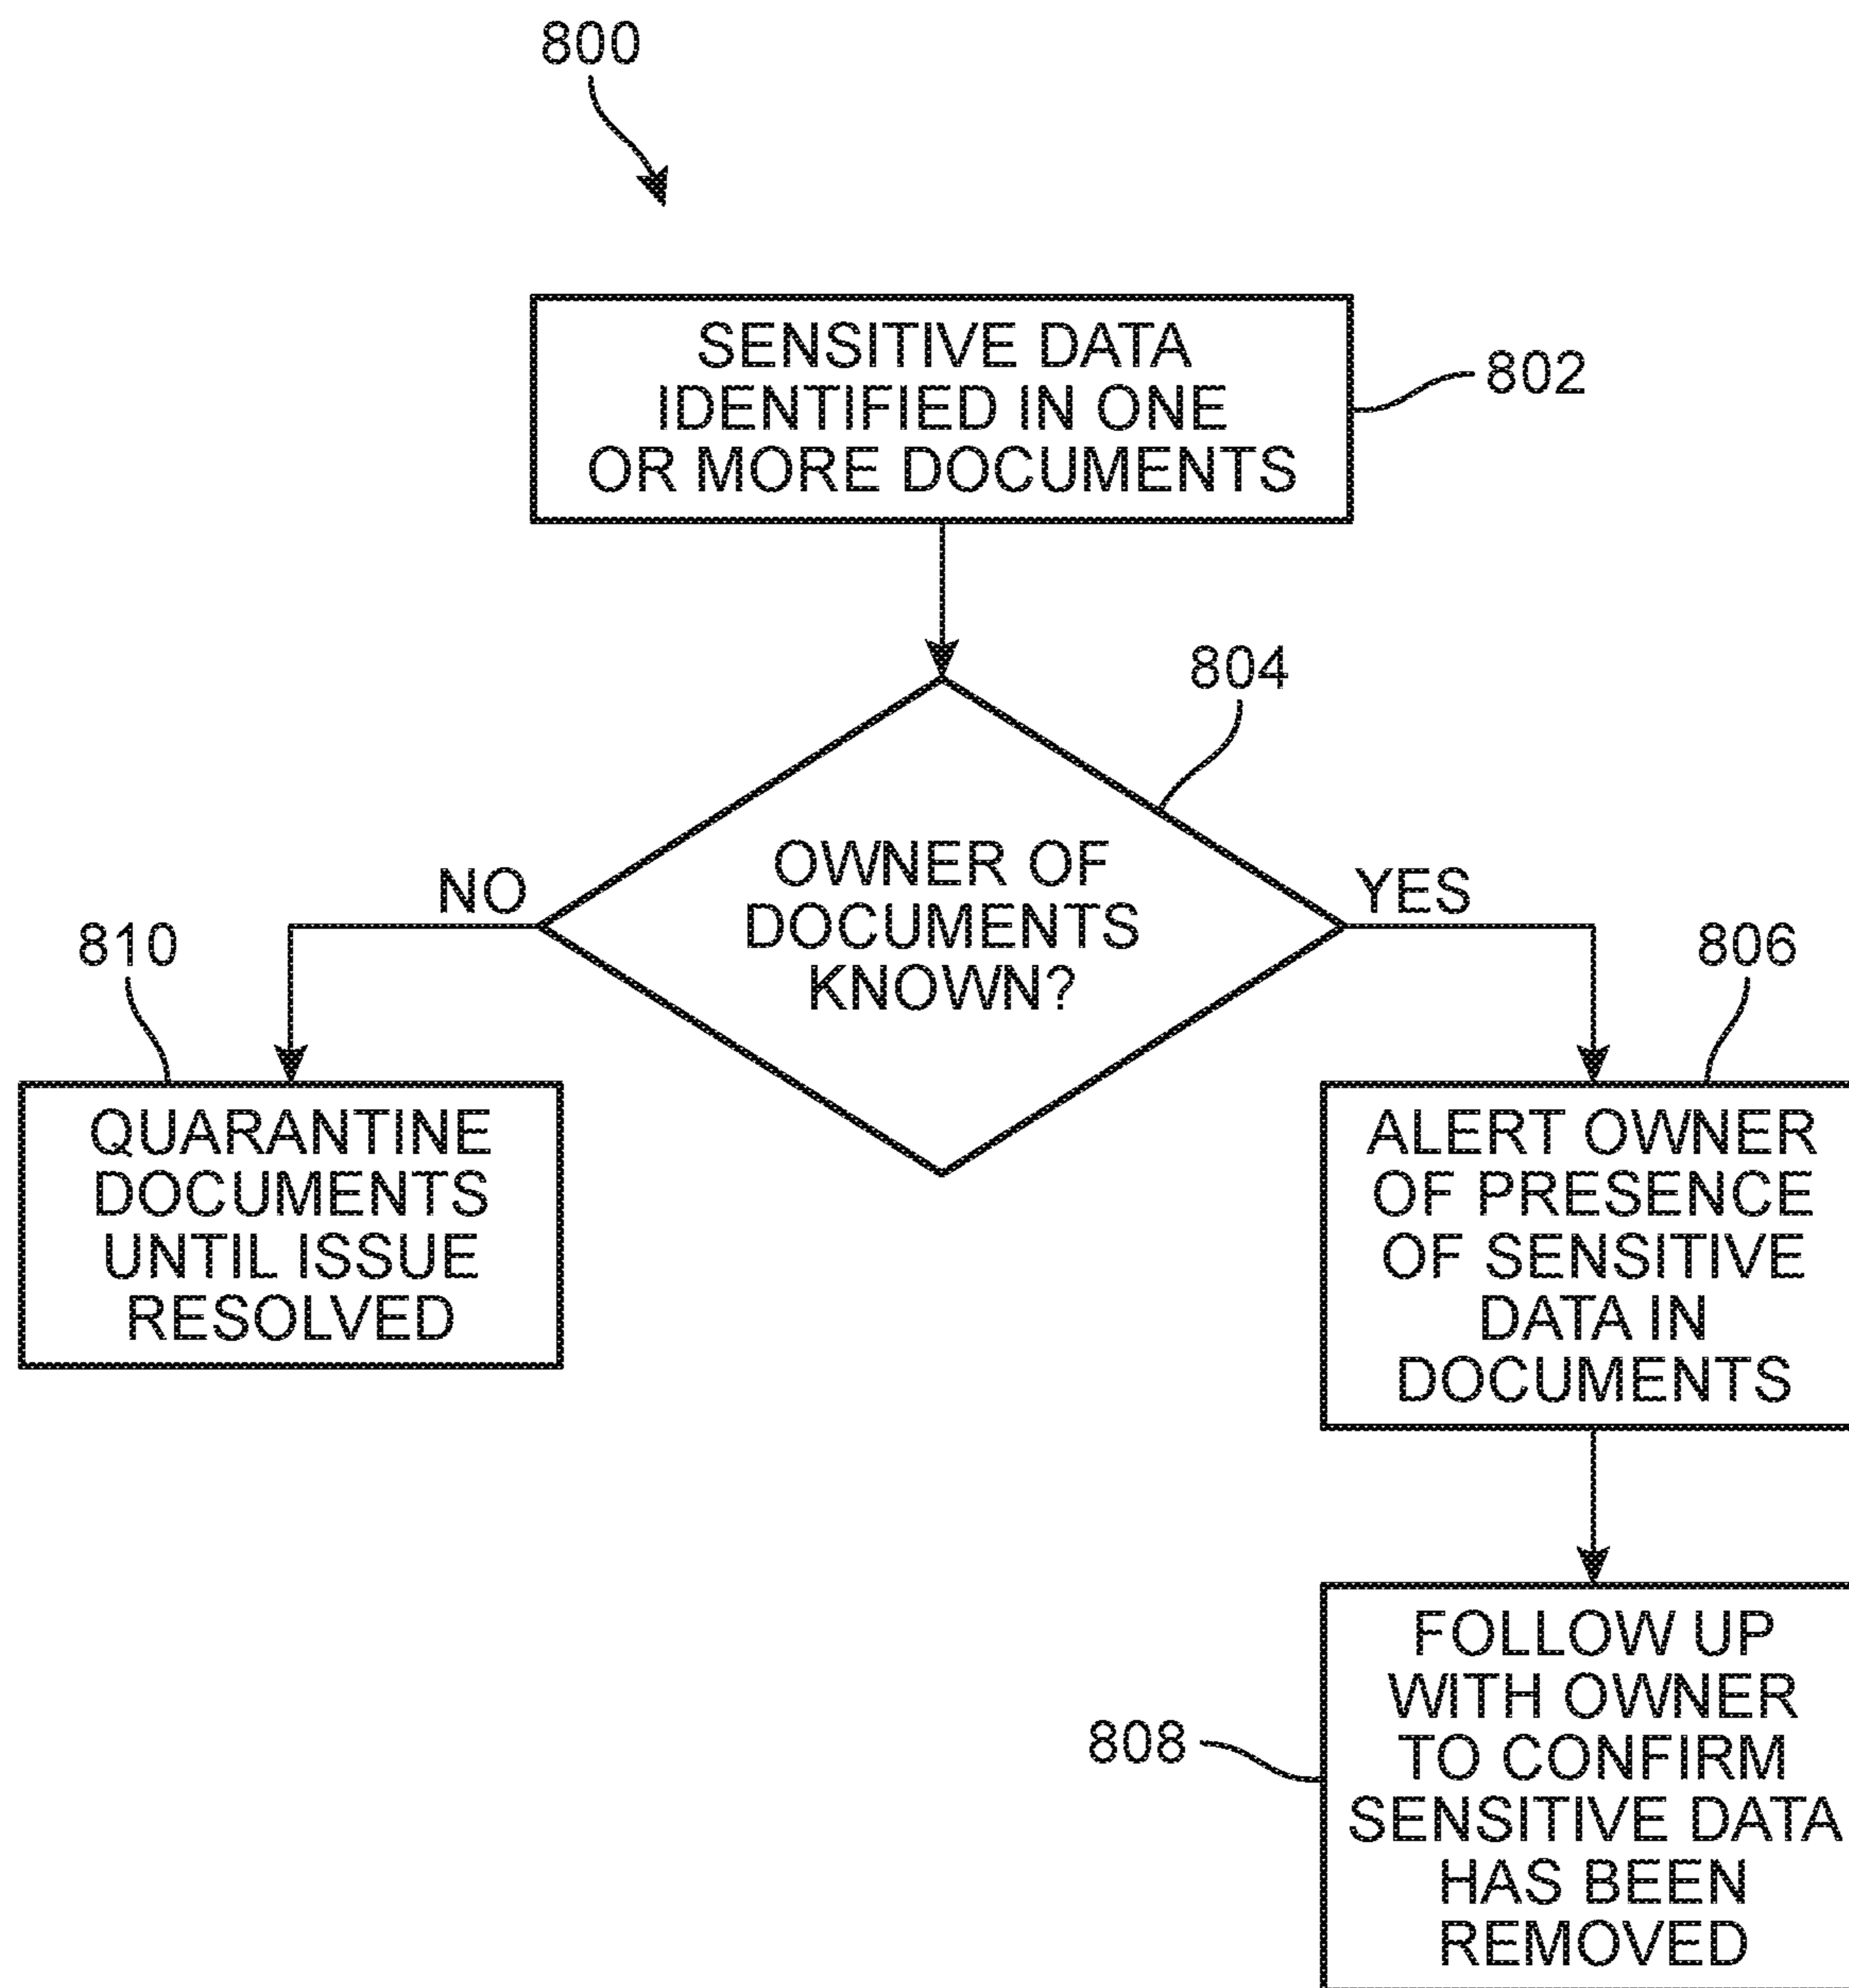 800
SENSITIVE DATA
IDENTIFIED IN ONE
OR MORE DOCUMENTS
802
804
OWNER OF
DOCUMENTS
KNOWN?
NO
YES
810
806
QUARANTINE
DOCUMENTS
UNTIL ISSUE
RESOLVED
ALERT OWNER
OF PRESENCE
OF SENSITIVE
DATA IN
DOCUMENTS
FOLLOW UP
WITH OWNER
TO CONFIRM
SENSITIVE DATA
HAS BEEN
REMOVED
808